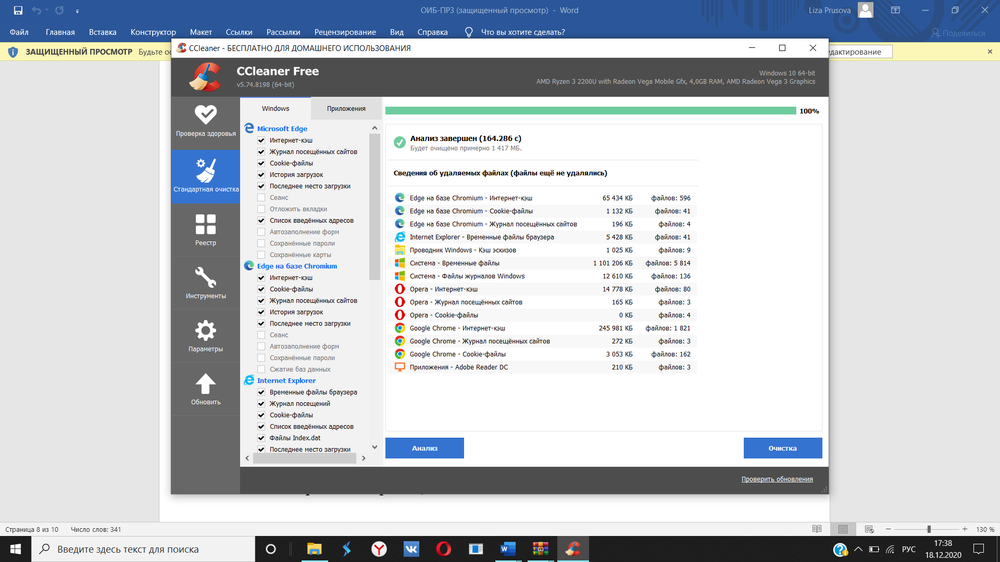 ОИБ-ПР3 (защищенный просмотр) - Word
Liza Prusova
Файл
Главная
Вставка
Конструктор
Макет
Ссылки
Рассылки
Рецензирование
Вид
Справка
Что вы хотите сделать?
Поделиться
ЗАЩИЩЕННЫЙ ПРОСМОТР
Будьте ос
дактирование
CCleaner - БЕСПЛАТНО ДЛЯ ДОМАШНЕГО ИСПОЛЬЗОВАНИЯ
CCleaner Free
v5.74.8198 (64-bit)
Windows 10 64-bit
AMD Ryzen 3 2200U with Radeon Vega Mobile Gfx, 4,0GB RAM, AMD Radeon Vega 3 Graphics
Проверка здоровья
Стандартная очистка
Реестр
Инструменты
Параметры
Обновить
Windows
Приложения
Microsoft Edge
Интернет-кэш
Журнал посещённых сайтов
Cookie-файлы
История загрузок
Последнее место загрузки
Сеанс
Отложить вкладки
Список введённых адресов
Автозаполнение форм
Сохранённые пароли
Сохранённые карты
Edge на базе Chromium
Интернет-кэш
Cookie-файлы
Журнал посещённых сайтов
История загрузок
Последнее место загрузки
Сеанс
Автозаполнение форм
Сохранённые пароли
Сжатие баз данных
Internet Explorer
Временные файлы браузера
Журнал посещений
Cookie-файлы
Список введённых адресов
Файлы Index.dat
Последнее место загрузки
100%
Анализ завершен (164.286 с)
Будет очищено примерно 1 417 МБ.
Сведения об удаляемых файлах (файлы ещё не удалялись)
Edge на базе Chromium - Интернет-кэш 65 434 КБ файлов: 596
Edge на базе Chromium - Cookie-файлы 1 132 КБ файлов: 41
Edge на базе Chromium - Журнал посещённых сайтов 196 КБ файлов: 4
Internet Explorer - Временные файлы браузера 5 428 КБ файлов: 41
Проводник Windows - Кэш эскизов 1 025 КБ файлов: 9
Система - Временные файлы 1 101 206 КБ файлов: 5 814
Система - Файлы журналов Windows 12 610 КБ файлов: 136
Opera - Интернет-кэш 14 778 КБ файлов: 80
Opera - Журнал посещённых сайтов 165 КБ файлов: 3
Opera - Cookie-файлы 0 КБ файлов: 4
Google Chrome - Интернет-кэш 245 981 КБ файлов: 1 821
Google Chrome - Журнал посещённых сайтов 272 КБ файлов: 3
Google Chrome - Cookie-файлы 3 053 КБ файлов: 162
Приложения - Adobe Reader DC 210 КБ файлов: 3
Анализ
Очистка
Проверить обновления
Страница 8 из 10
Число слов: 341
130 %
Введите здесь текст для поиска
РУС
17:38
18.12.2020